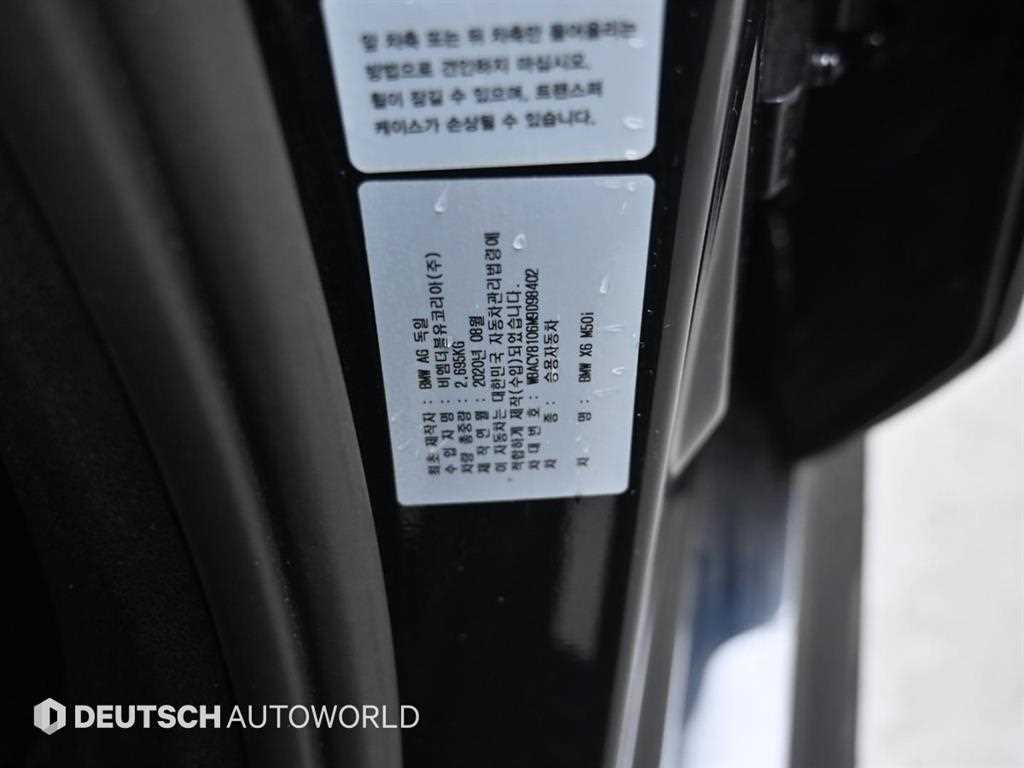 앞 차축 또는 뒤 차축만 들어올리는
방법으로 견인하지 마십시오.
휠이 잠길 수 있으며, 트랜스퍼
케이스가 손상될 수 있습니다.
최초 제작자 : BMW AG 독일
수 입 자 명 : 비엠더블유코리아(주)
차량 총중량 : 2,695KG
제 작 연 월 : 2020년 08월
이 자동차는 대한민국 자동차관리법령에
적합하게 제작(수입)되었습니다.
차 대 번 호 : WBACY8106M9D98402
차 종 : 승용자동차
차 명 : BMW X6 M50i
DEUTSCH AUTOWORLD